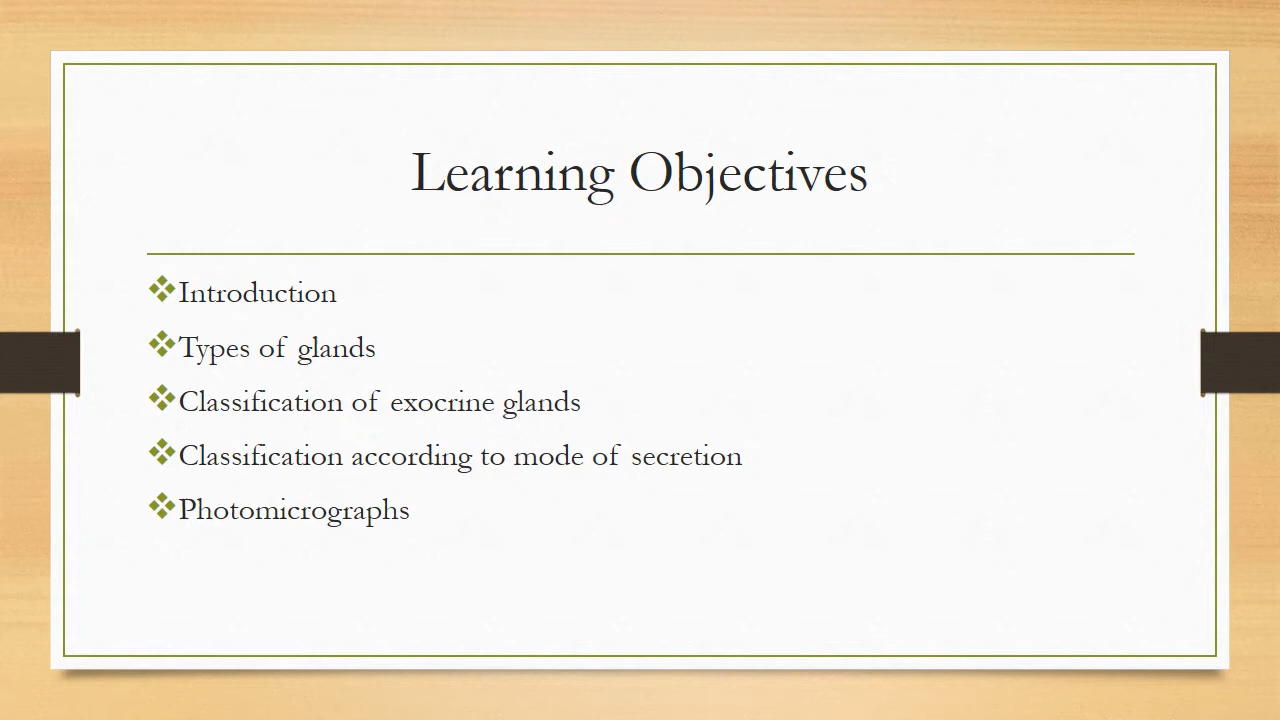 Learning Objectives
Introduction
Types of glands
Classification of exocrine glands
Classification according to mode of secretion
Photomicrographs